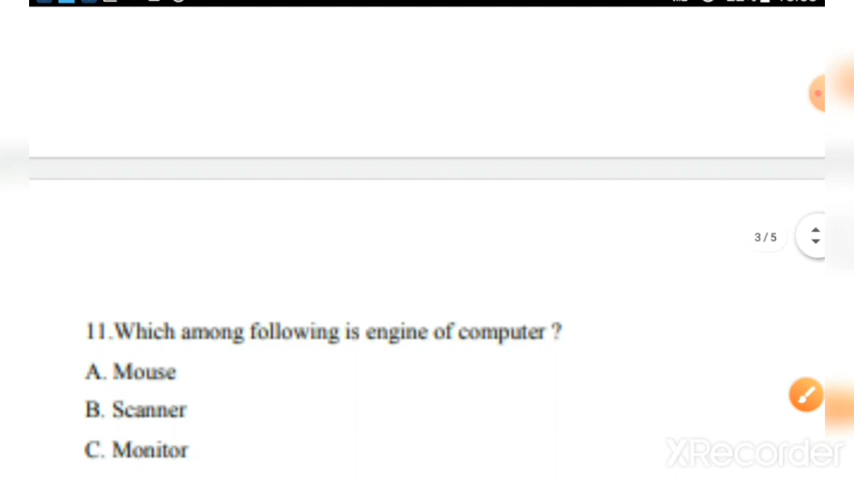 3/5
11.Which among following is engine of computer ?
A. Mouse
B. Scanner
C. Monitor
XRecorder